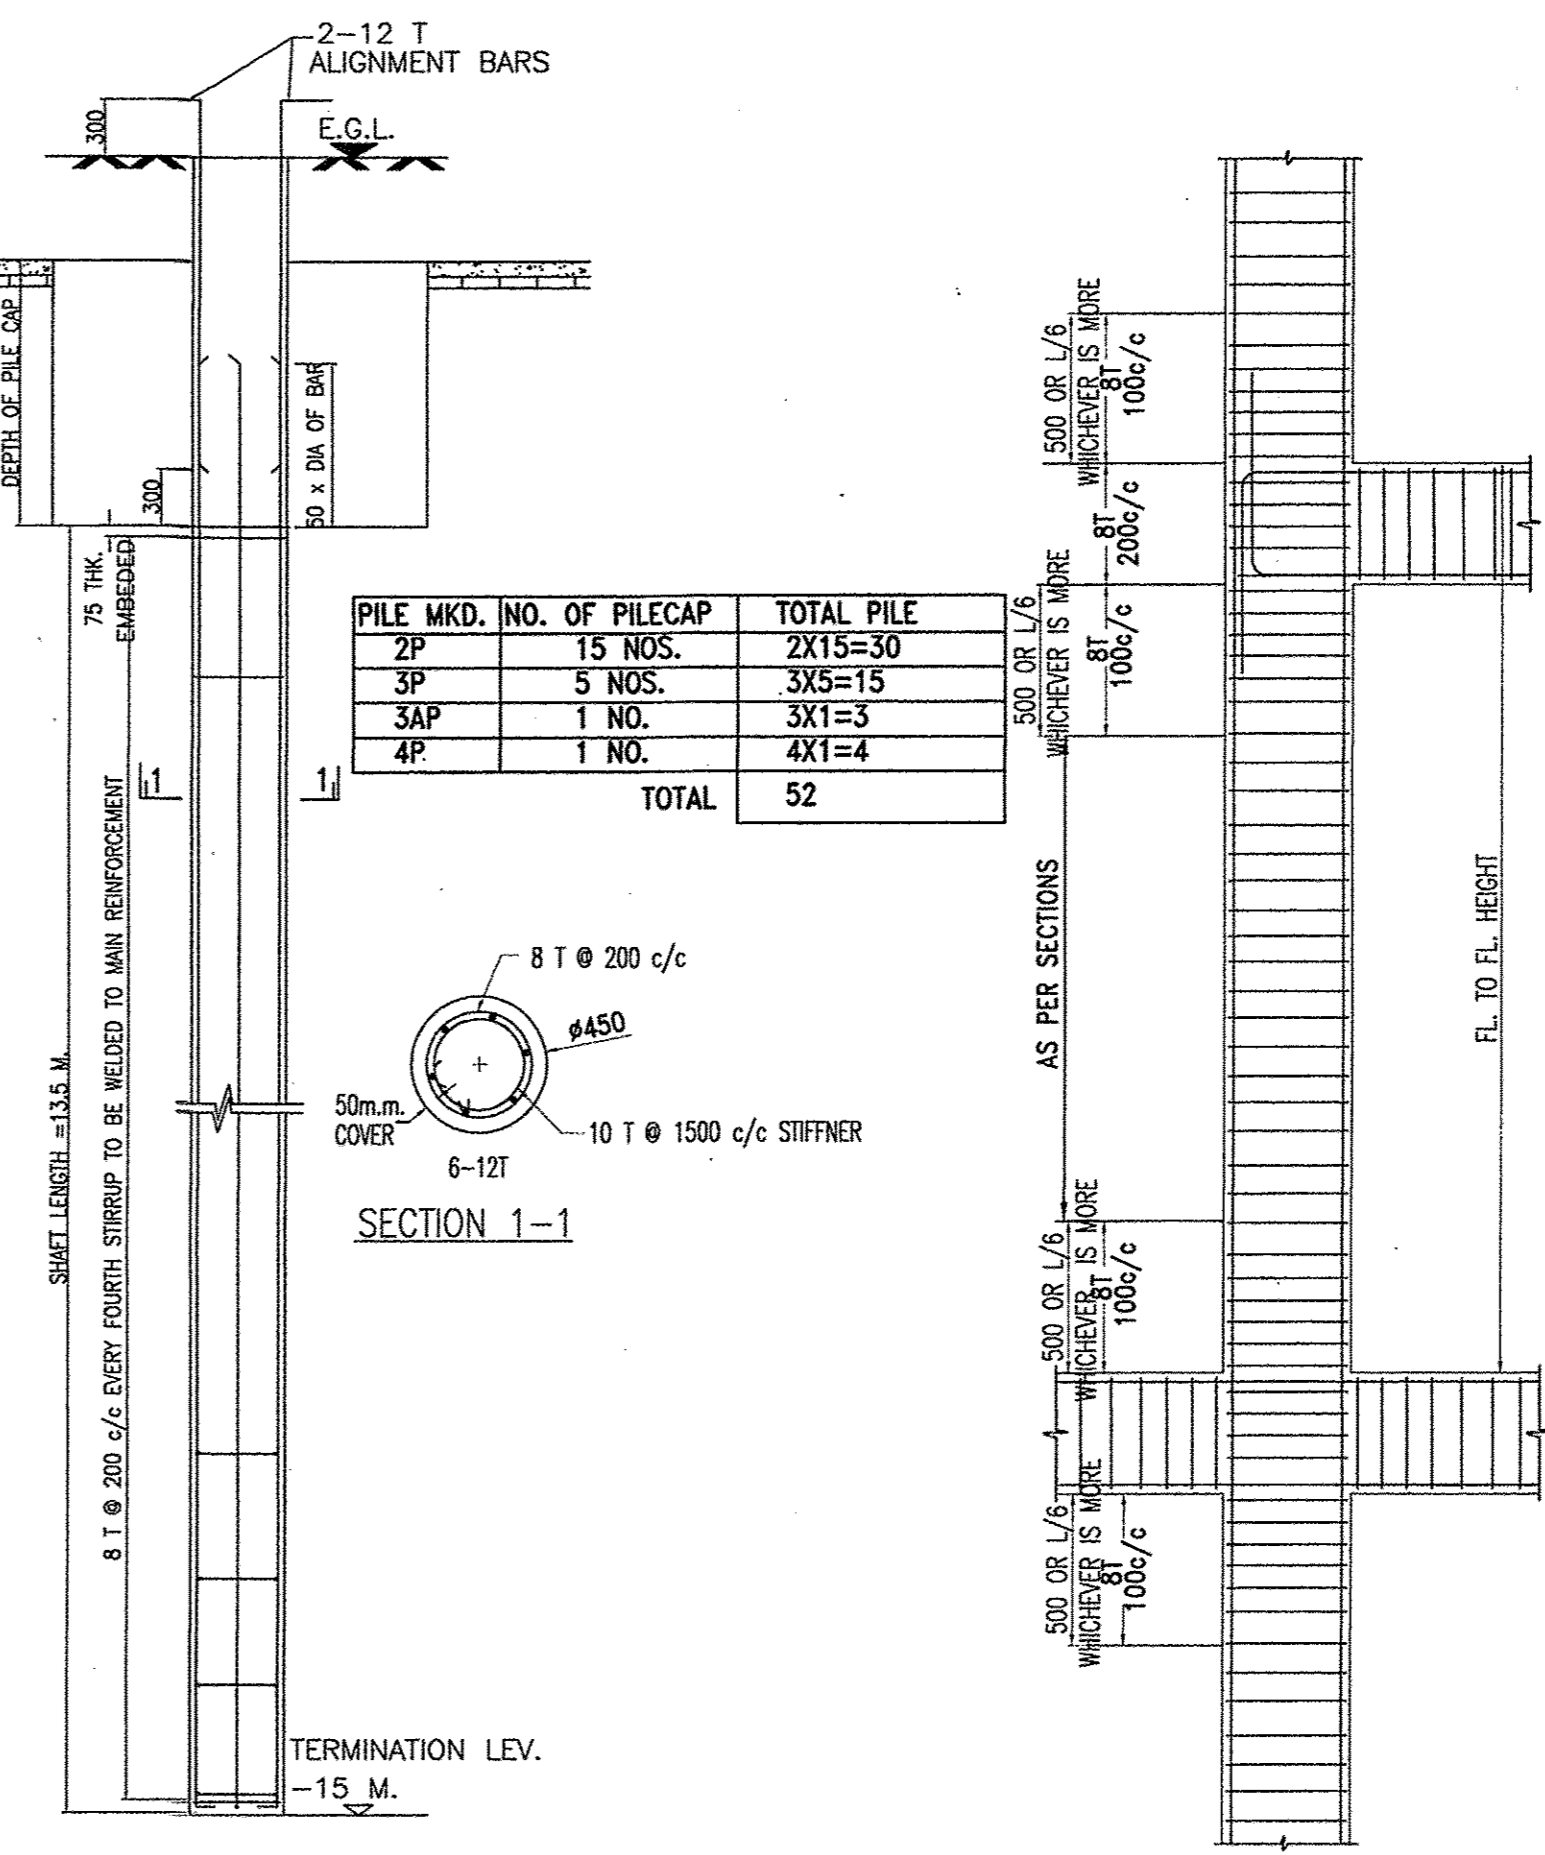 2-12 T
ALIGNMENT BARS
300
E.G.L.
DEPTH OF PILE CAP
300
60 x DIA OF BAR
75 THK.
EMBEDED
SHAFT LENGTH =13.5 M.
8 T @ 200 c/c EVERY FOURTH STIRRUP TO BE WELDED TO MAIN REINFORCEMENT
1 1
PILE MKD. NO. OF PILECAP TOTAL PILE
2P 15 NOS. 2X15=30
3P 5 NOS. 3X5=15
3AP 1 NO. 3X1=3
4P. 1 NO. 4X1=4
TOTAL 52
8 T @ 200 c/c
ø450
50m.m.
COVER
10 T @ 1500 c/c STIFFNER
6-12T
SECTION 1-1
TERMINATION LEV.
-15 M.
500 OR L/6
WHICHEVER IS MORE
8T
100c/c
8T
200c/c
500 OR L/6
WHICHEVER IS MORE
8T
100c/c
AS PER SECTIONS
FL. TO FL. HEIGHT
500 OR L/6
WHICHEVER IS MORE
8T
100c/c
500 OR L/6
WHICHEVER IS MORE
8T
100c/c